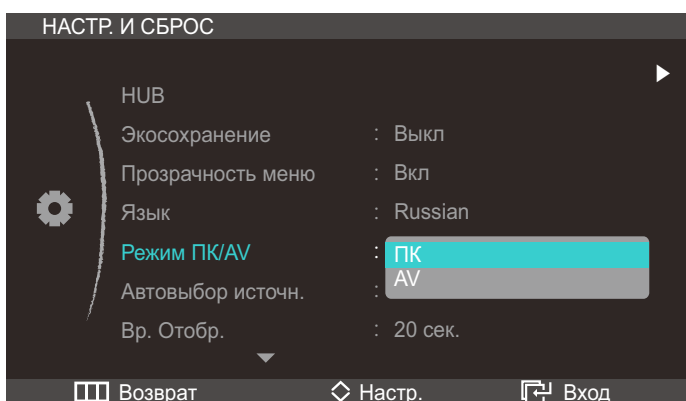 НАСТР. И СБРОС
HUB
Экосохранение : Выкл
Прозрачность меню : Вкл
Язык : Russian
Режим ПК/AV : ПК
AV
Автовыбор источн. :
Вр. Отобр. : 20 сек.
Возврат Настр. Вход